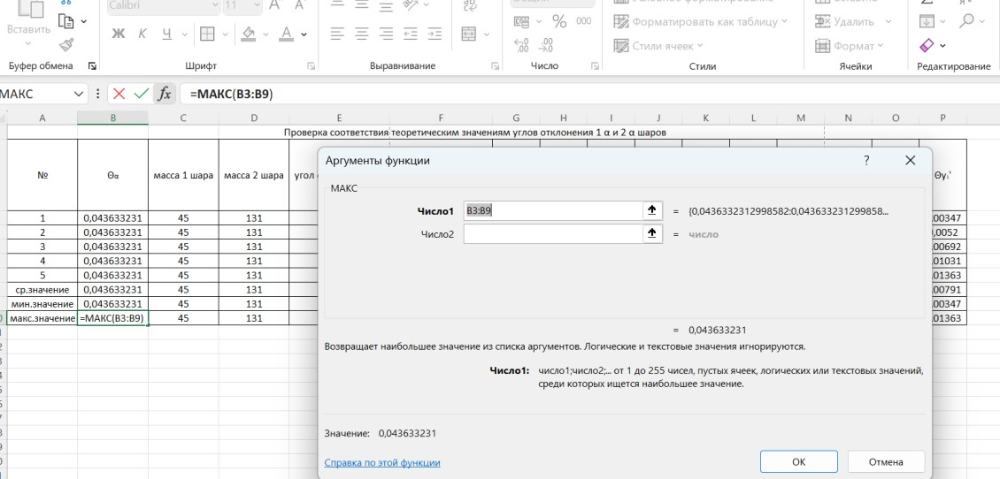 Calibri 11
Вставить
Ж К Ч А
% 000
Форматировать как таблицу
Стили ячеек
Удалить
Формат
Буфер обмена Шрифт Выравнивание Число Стили Ячейки Редактирование
МАКС =МАКС(B3:B9)
A B C D E F G H I J K L M N O P
Проверка соответствия теоретическим значениям углов отклонения 1 α и 2 α шаров
№ Θα масса 1 шара масса 2 шара угол
1 0,043633231 45 131 ,00347
2 0,043633231 45 131 ,0052
3 0,043633231 45 131 ,00692
4 0,043633231 45 131 ,01031
5 0,043633231 45 131 ,01363
ср.значение 0,043633231 45 131 ,00791
мин.значение 0,043633231 45 131 ,00347
макс.значение =МАКС(B3:B9) 45 131 ,01363
Аргументы функции ?
МАКС
Число1 B3:B9 = {0,0436332312998582:0,043633231299858...
Число2 = число
= 0,043633231
Возвращает наибольшее значение из списка аргументов. Логические и текстовые значения игнорируются.
Число1: число1;число2;... от 1 до 255 чисел, пустых ячеек, логических или текстовых значений,
среди которых ищется наибольшее значение.
Значение: 0,043633231
Справка по этой функции
ОК Отмена